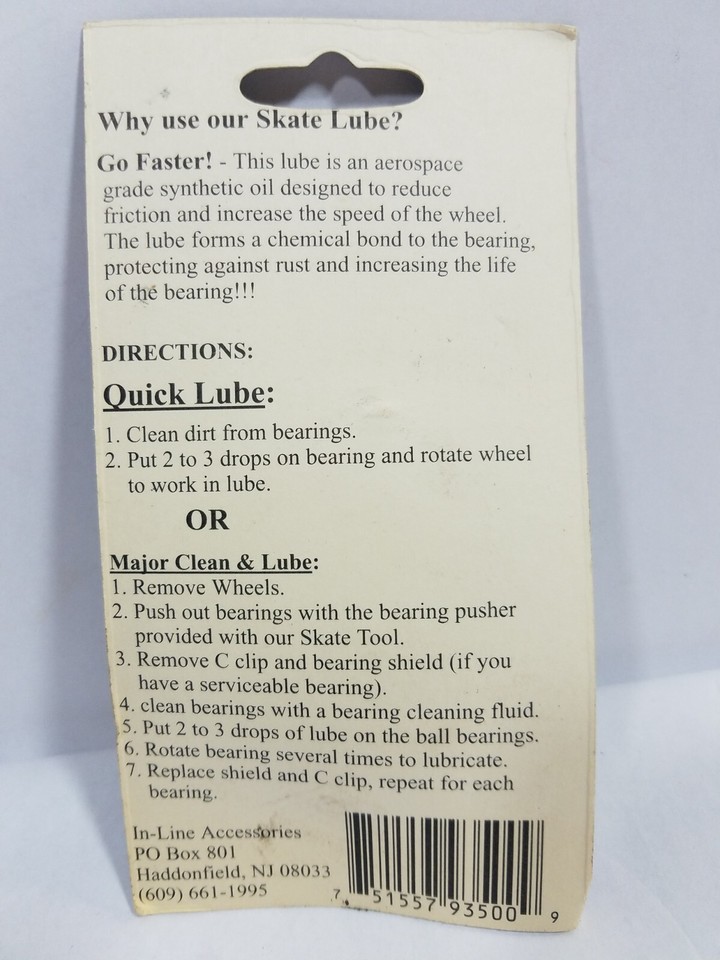 Why use our Skate Lube?
Go Faster! - This lube is an aerospace
grade synthetic oil designed to reduce
friction and increase the speed of the wheel.
The lube forms a chemical bond to the bearing,
protecting against rust and increasing the life
of the bearing!!!
DIRECTIONS:
Quick Lube:
1. Clean dirt from bearings.
2. Put 2 to 3 drops on bearing and rotate wheel
to work in lube.
OR
Major Clean & Lube:
1. Remove Wheels.
2. Push out bearings with the bearing pusher
provided with our Skate Tool.
3. Remove C clip and bearing shield (if you
have a serviceable bearing).
4. clean bearings with a bearing cleaning fluid.
5. Put 2 to 3 drops of lube on the ball bearings.
6. Rotate bearing several times to lubricate.
7. Replace shield and C clip, repeat for each
bearing.
In-Line Accessories
PO Box 801
Haddonfield, NJ 08033
(609) 661-1995
7 51557 93500 9